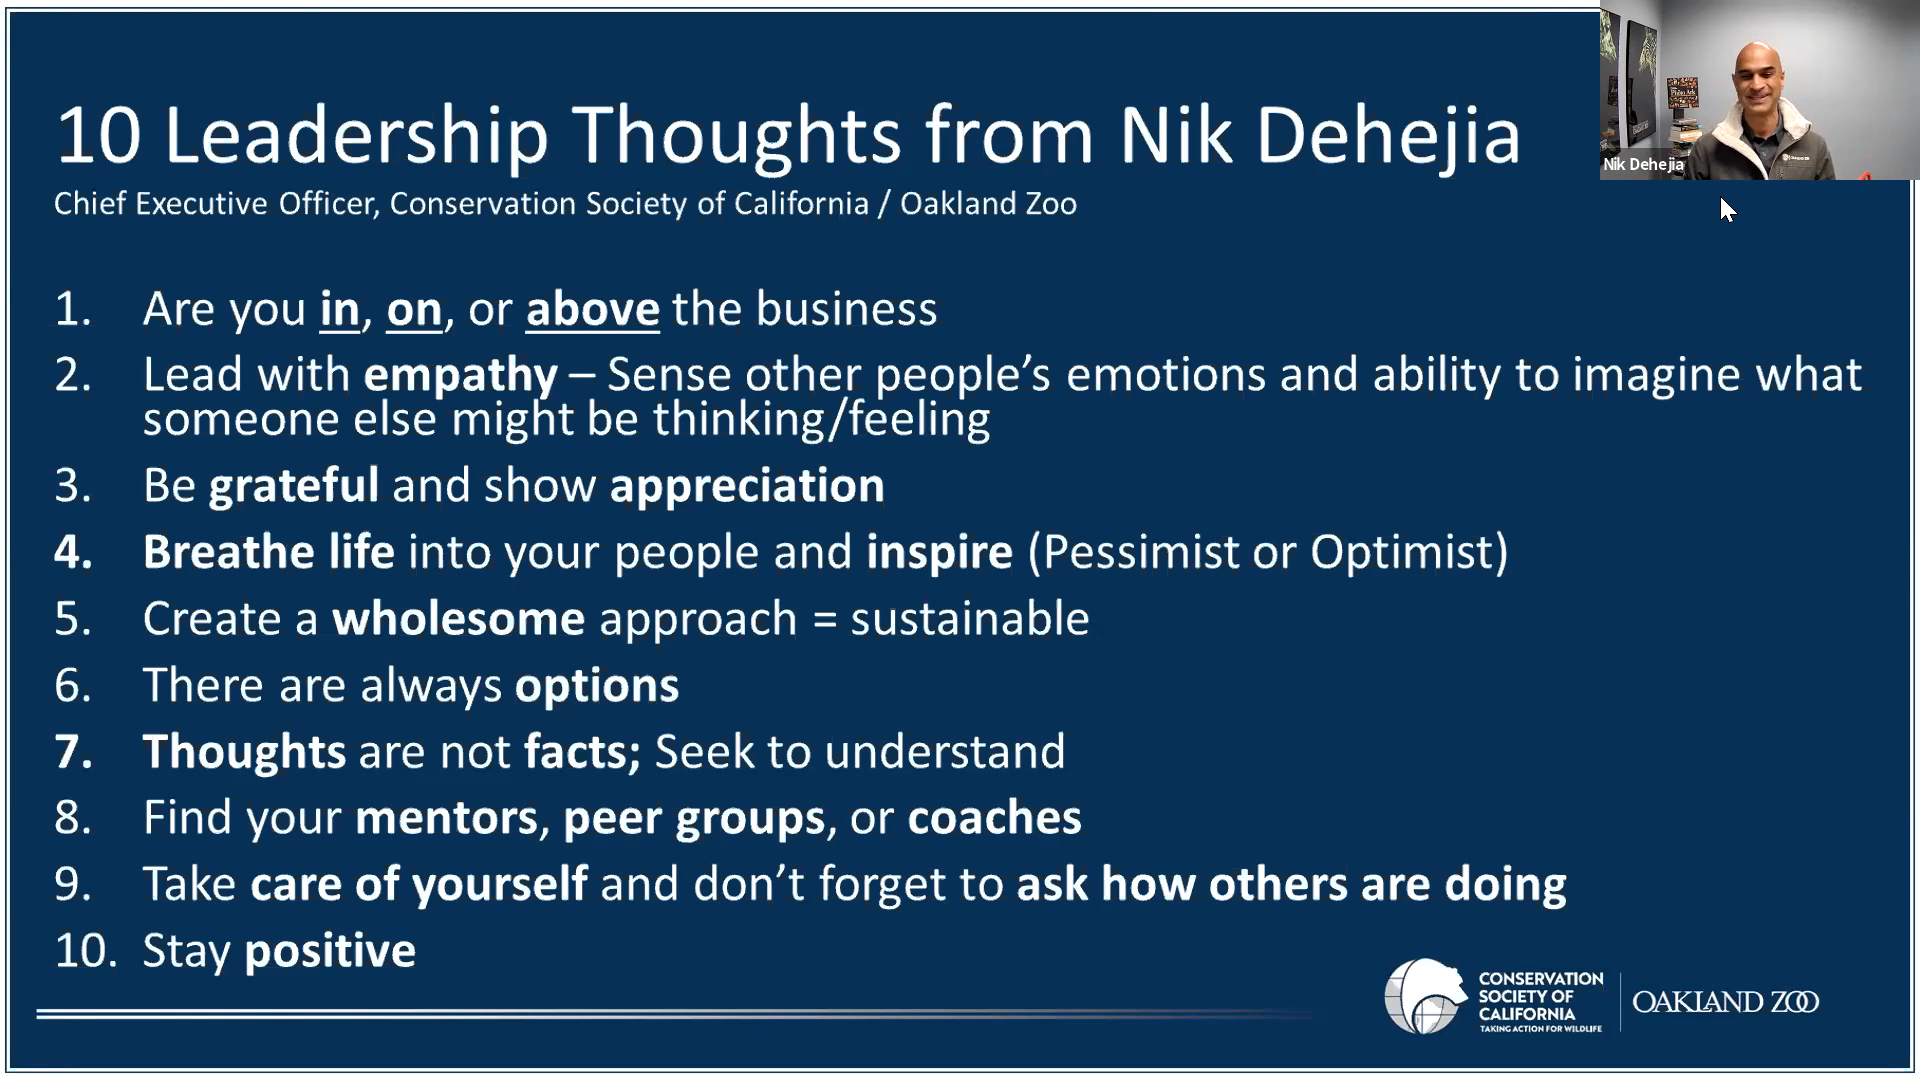 10 Leadership Thoughts from Nik Dehejia
Nik Dehejia
Chief Executive Officer, Conservation Society of California / Oakland Zoo
1. Are you in, on, or above the business
2. Lead with empathy – Sense other people’s emotions and ability to imagine what
someone else might be thinking/feeling
3. Be grateful and show appreciation
4. Breathe life into your people and inspire (Pessimist or Optimist)
5. Create a wholesome approach = sustainable
6. There are always options
7. Thoughts are not facts; Seek to understand
8. Find your mentors, peer groups, or coaches
9. Take care of yourself and don’t forget to ask how others are doing
10. Stay positive
CONSERVATION
SOCIETY OF
CALIFORNIA
TAKING ACTION FOR WILDLIFE
OAKLAND ZOO